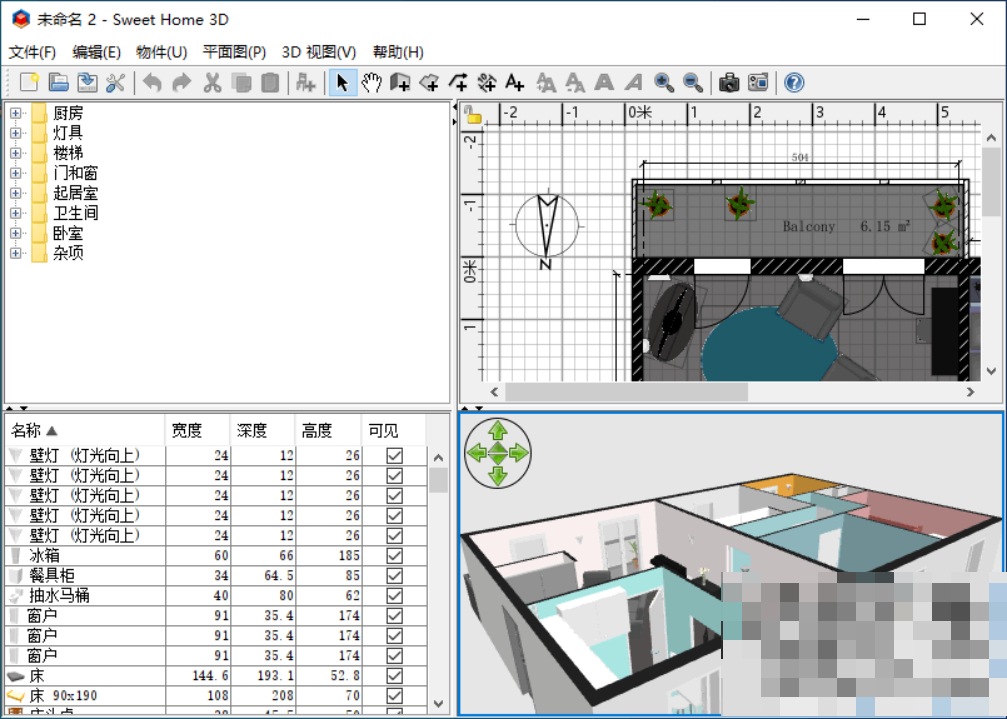 未命名 2 - Sweet Home 3D
文件(F) 编辑(E) 物件(U) 平面图(P) 3D 视图(V) 帮助(H)
厨房
灯具
楼梯
门和窗
起居室
卫生间
卧室
杂项
-2 -1 0米 1 2 3 4 5
-2
-1
0米
1
504
Balcony 6.15 m²
N
名称 宽度 深度 高度 可见
壁灯 (灯光向上) 24 12 26
壁灯 (灯光向上) 24 12 26
壁灯 (灯光向上) 24 12 26
壁灯 (灯光向上) 24 12 26
壁灯 (灯光向上) 24 12 26
冰箱 60 66 185
餐具柜 34 64.5 85
抽水马桶 40 80 62
窗户 91 35.4 174
窗户 91 35.4 174
窗户 91 35.4 174
床 144.6 193.1 52.8
床 90x190 108 208 70